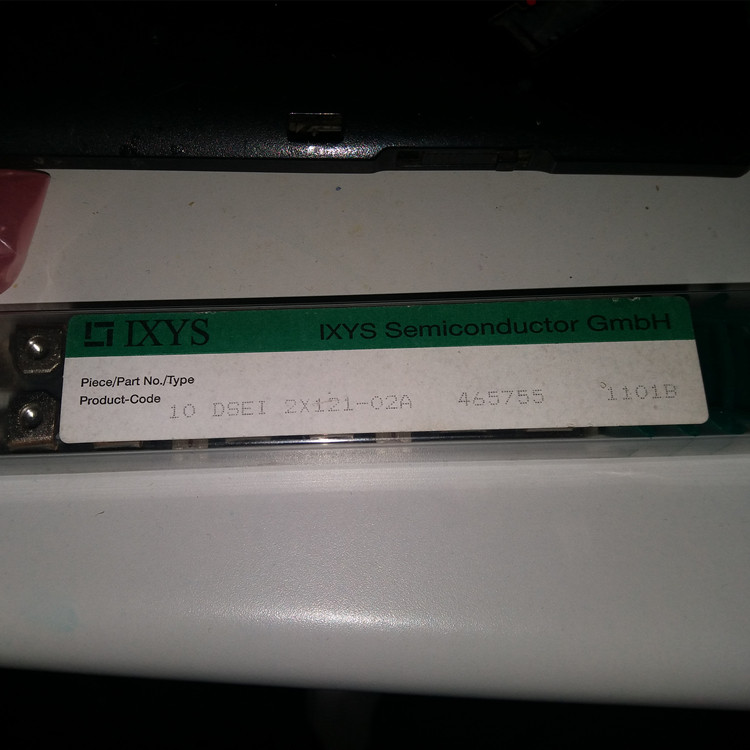 IXYS IXYS Semiconductor GmbH
Piece/Part No./Type
Product-Code 10 DSEI 2X121-02A 465755 1101B